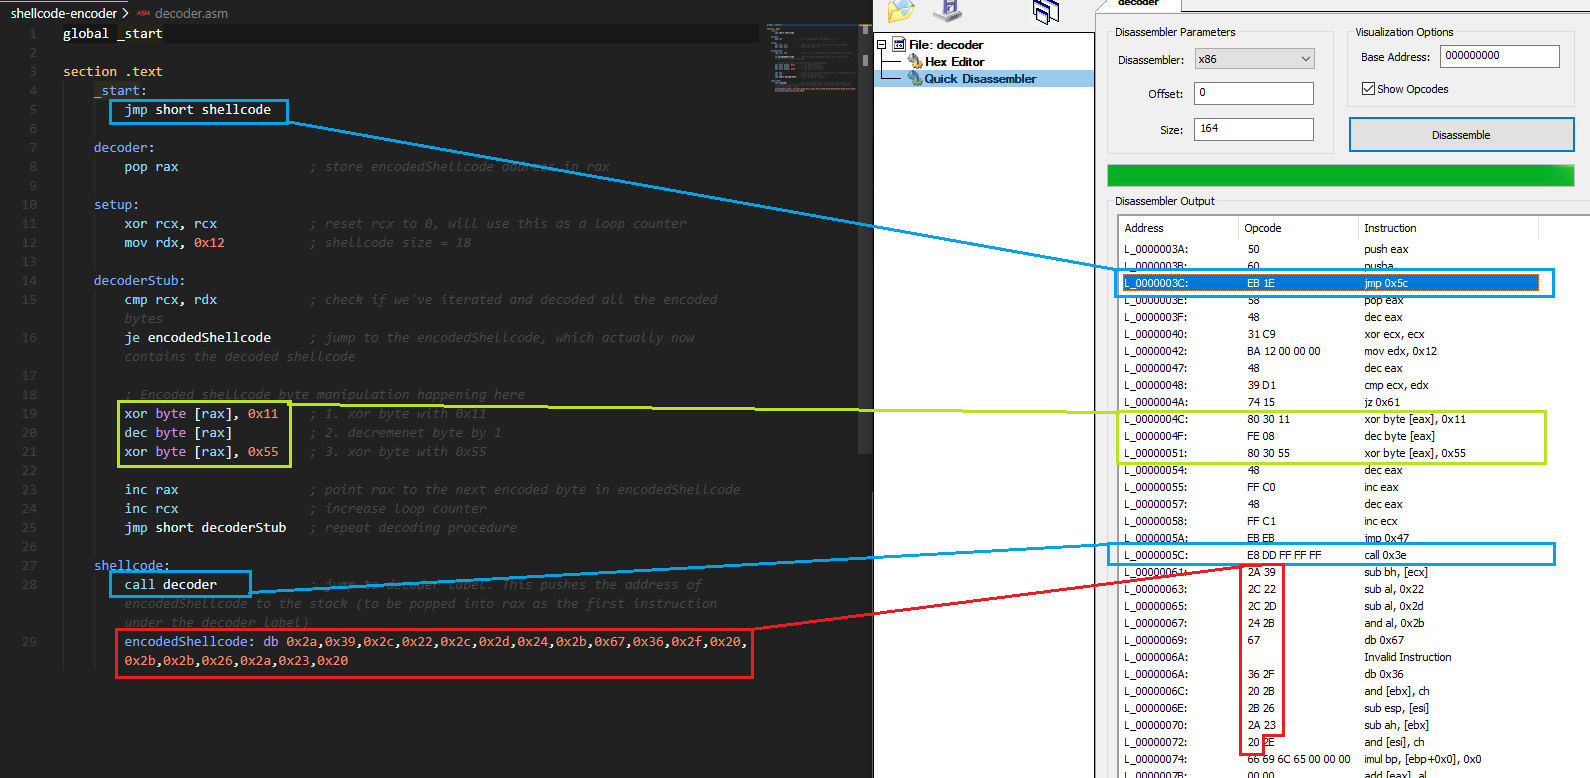 shellcode-encoder > ASM decoder.asm
1 global _start
2
3 section .text
4 _start:
5 jmp short shellcode
6
7 decoder:
8 pop rax ; store encodedShellcode address in rax
9
10 setup:
11 xor rcx, rcx ; reset rcx to 0, will use this as a loop counter
12 mov rdx, 0x12 ; shellcode size = 18
13
14 decoderStub:
15 cmp rcx, rdx ; check if we've iterated and decoded all the encoded
bytes
16 je encodedShellcode ; jump to the encodedShellcode, which actually now
contains the decoded shellcode
17
18 ; Encoded shellcode byte manipulation happening here
19 xor byte [rax], 0x11 ; 1. xor byte with 0x11
20 dec byte [rax] ; 2. decremenet byte by 1
21 xor byte [rax], 0x55 ; 3. xor byte with 0x55
22
23 inc rax ; point rax to the next encoded byte in encodedShellcode
24 inc rcx ; increase loop counter
25 jmp short decoderStub ; repeat decoding procedure
26
27 shellcode:
28 call decoder ; jump to decoder label. This pushes the address of
encodedShellcode to the stack (to be popped into rax as the first instruction
under the decoder label)
29 encodedShellcode: db 0x2a,0x39,0x2c,0x22,0x2c,0x2d,0x24,0x2b,0x67,0x36,0x2f,0x20,
0x2b,0x2b,0x26,0x2a,0x23,0x20
File: decoder
Hex Editor
Quick Disassembler
decoder
Disassembler Parameters
Disassembler: x86
Offset: 0
Size: 164
Visualization Options
Base Address: 000000000
Show Opcodes
Disassemble
Disassembler Output
Address Opcode Instruction
L_0000003A: 50 push eax
L_0000003B: 60 pusha
L_0000003C: EB 1E jmp 0x5c
L_0000003E: 58 pop eax
L_0000003F: 48 dec eax
L_00000040: 31 C9 xor ecx, ecx
L_00000042: BA 12 00 00 00 mov edx, 0x12
L_00000047: 48 dec eax
L_00000048: 39 D1 cmp ecx, edx
L_0000004A: 74 15 jz 0x61
L_0000004C: 80 30 11 xor byte [eax], 0x11
L_0000004F: FE 08 dec byte [eax]
L_00000051: 80 30 55 xor byte [eax], 0x55
L_00000054: 48 dec eax
L_00000055: FF C0 inc eax
L_00000057: 48 dec eax
L_00000058: FF C1 inc ecx
L_0000005A: EB EB jmp 0x47
L_0000005C: E8 DD FF FF FF call 0x3e
L_00000061: 2A 39 sub bh, [ecx]
L_00000063: 2C 22 sub al, 0x22
L_00000065: 2C 2D sub al, 0x2d
L_00000067: 24 2B and al, 0x2b
L_00000069: 67 db 0x67
L_0000006A: Invalid Instruction
L_0000006A: 36 2F db 0x36
L_0000006C: 20 2B and [ebx], ch
L_0000006E: 2B 26 sub esp, [esi]
L_00000070: 2A 23 sub ah, [ebx]
L_00000072: 20 2E and [esi], ch
L_00000074: 66 69 6C 65 00 00 00 imul bp, [ebp+0x0], 0x0
L_0000007B: 00 00 add [eax], al